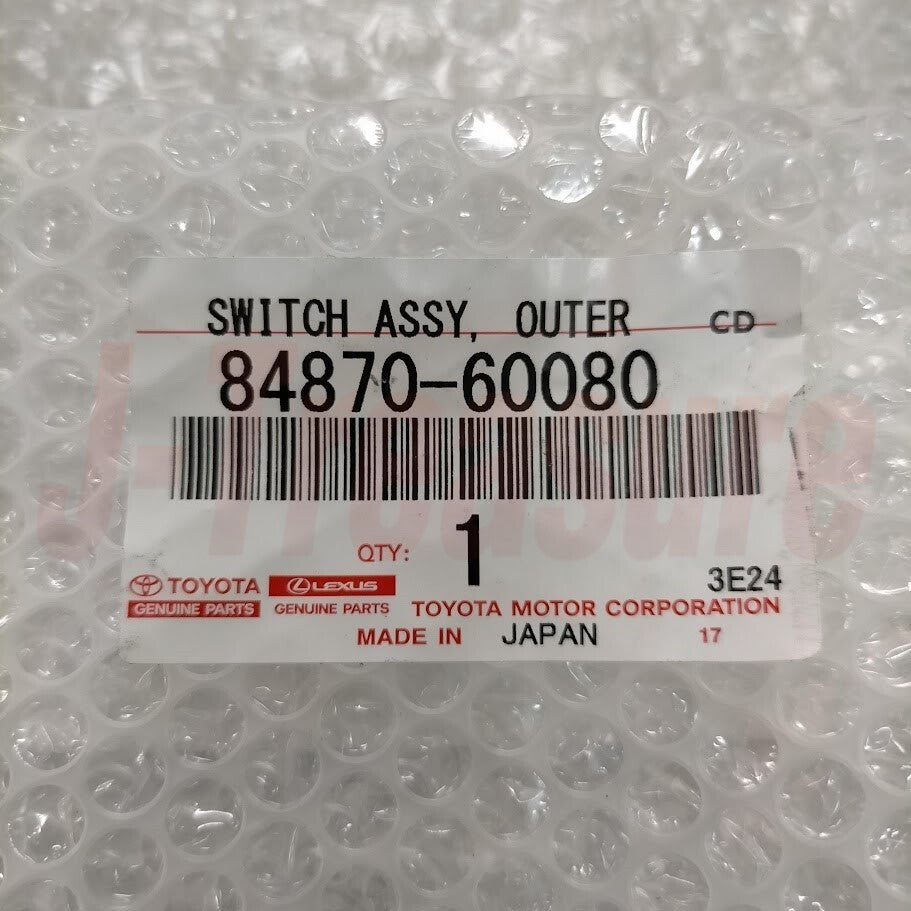 SWITCH ASSY, OUTER CD
84870-60080
J-Treasure
QTY: 1
3E24
TOYOTA LEXUS
GENUINE PARTS GENUINE PARTS TOYOTA MOTOR CORPORATION
MADE IN JAPAN 17